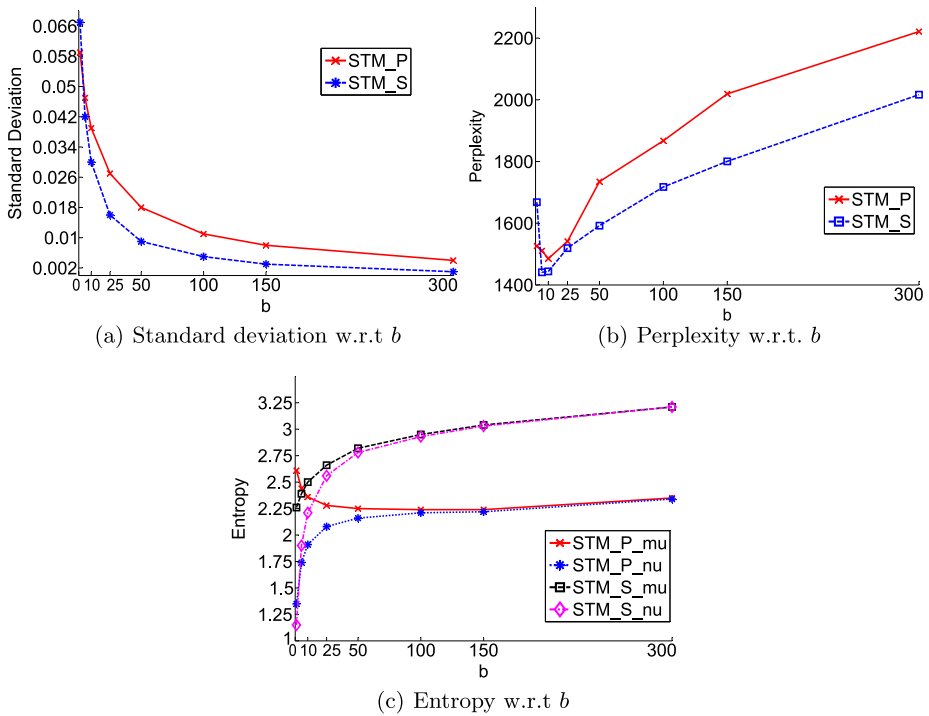 0.066
0.058
0.05
0.042
0.034
0.026
0.018
0.01
0.002
Standard Deviation
STM_P
STM_S
0 10 25 50 100 150 300
b
(a) Standard deviation w.r.t b
2200
2000
1800
1600
1400
Perplexity
STM_P
STM_S
10 25 50 100 150 300
b
(b) Perplexity w.r.t. b
3.25
3
2.75
2.5
2.25
2
1.75
1.5
1.25
1
Entropy
STM_P_mu
STM_P_nu
STM_S_mu
STM_S_nu
0 10 25 50 100 150 300
b
(c) Entropy w.r.t b